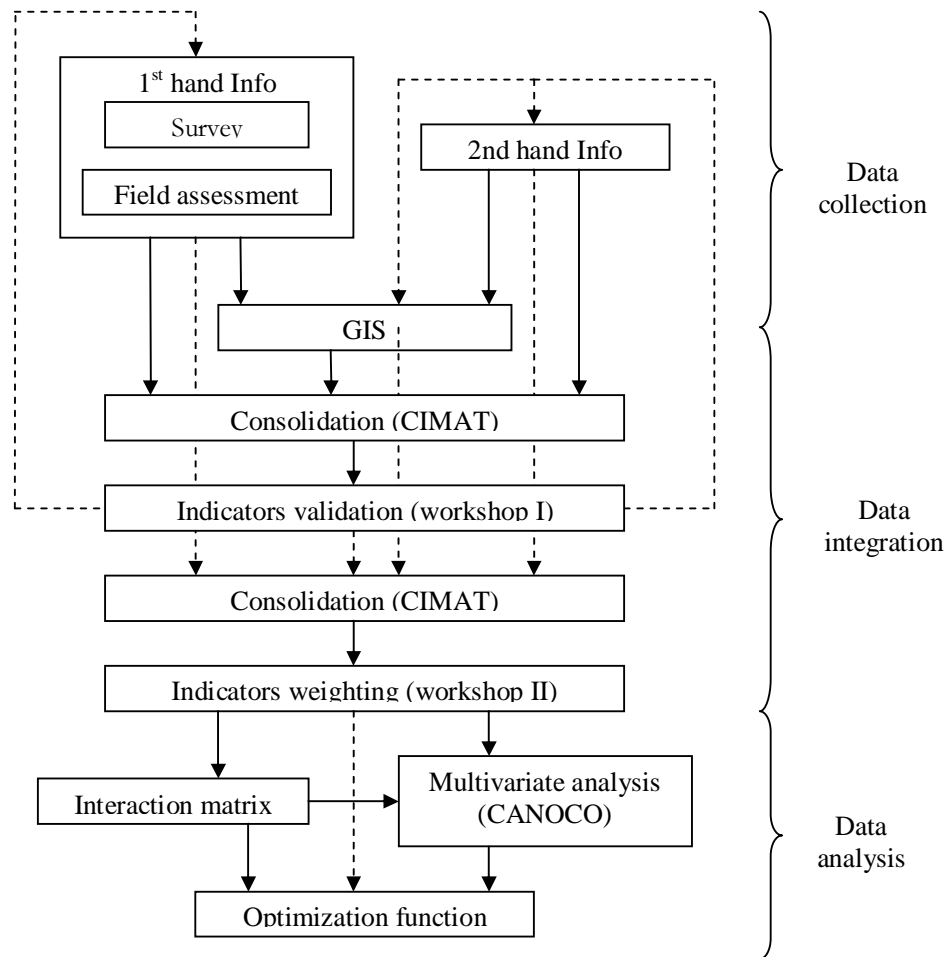 1st hand Info
Survey
Field assessment
2nd hand Info
Data
collection
GIS
Consolidation (CIMAT)
Indicators validation (workshop I)
Data
integration
Consolidation (CIMAT)
Indicators weighting (workshop II)
Interaction matrix
Multivariate analysis
(CANOCO)
Data
analysis
Optimization function